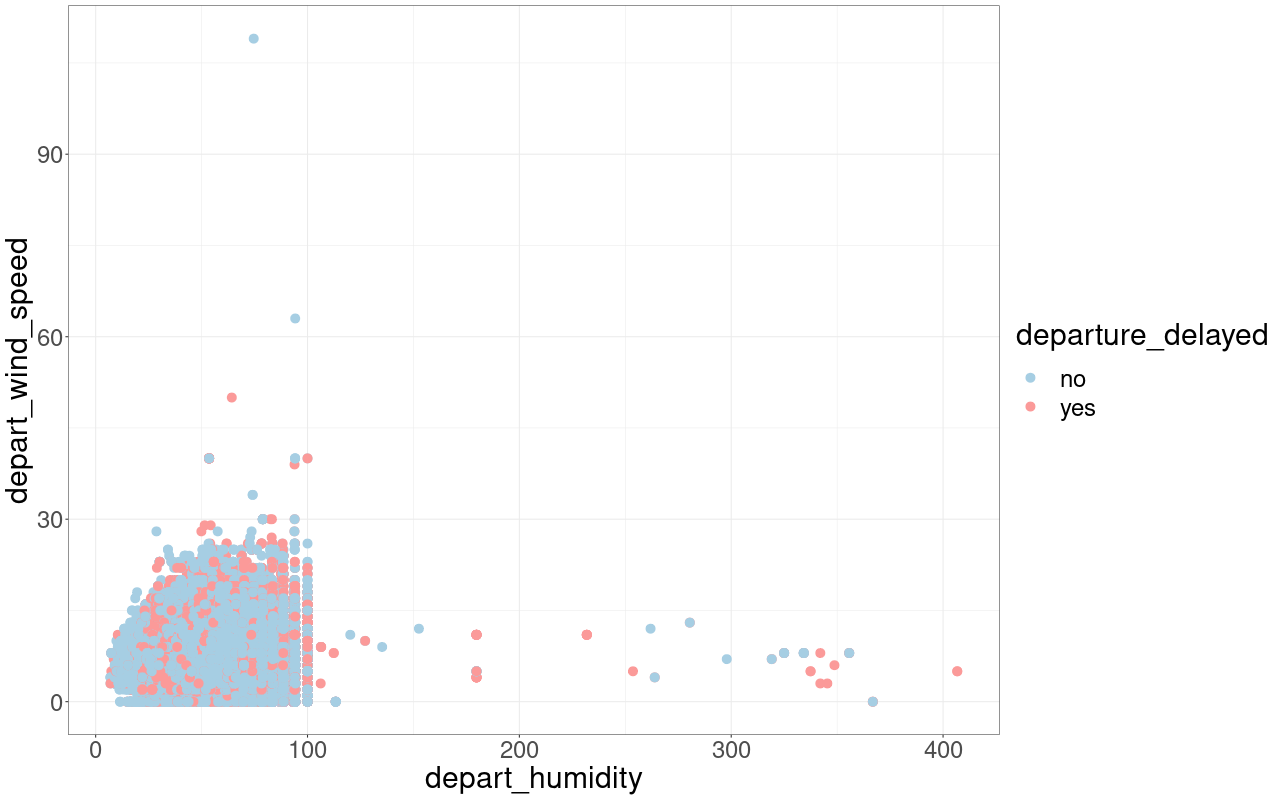 90
60
30
0
depart_wind_speed
0 100 200 300 400
depart_humidity
departure_delayed
no
yes